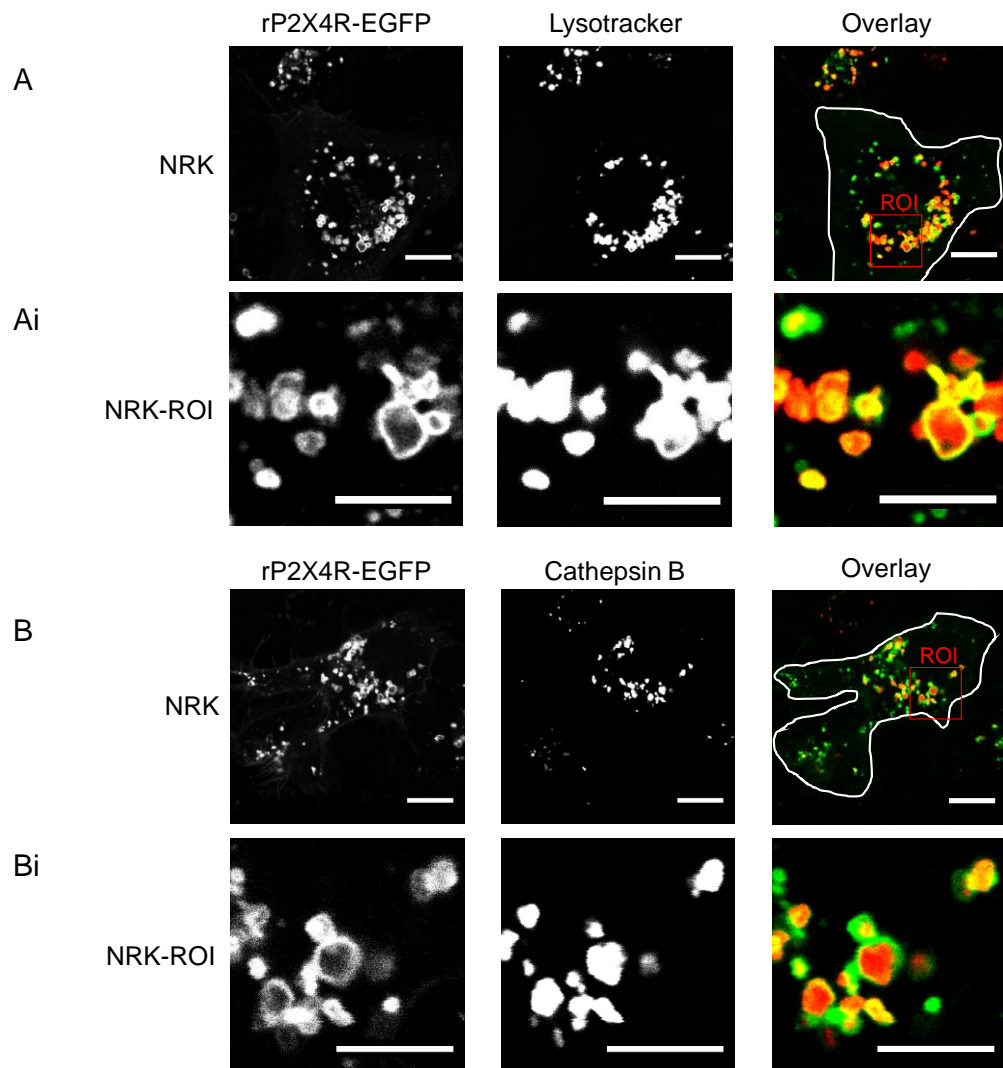 rP2X4R-EGFP Lysotracker Overlay
A
NRK
ROI
Ai
NRK-ROI
rP2X4R-EGFP Cathepsin B Overlay
B
NRK
ROI
Bi
NRK-ROI